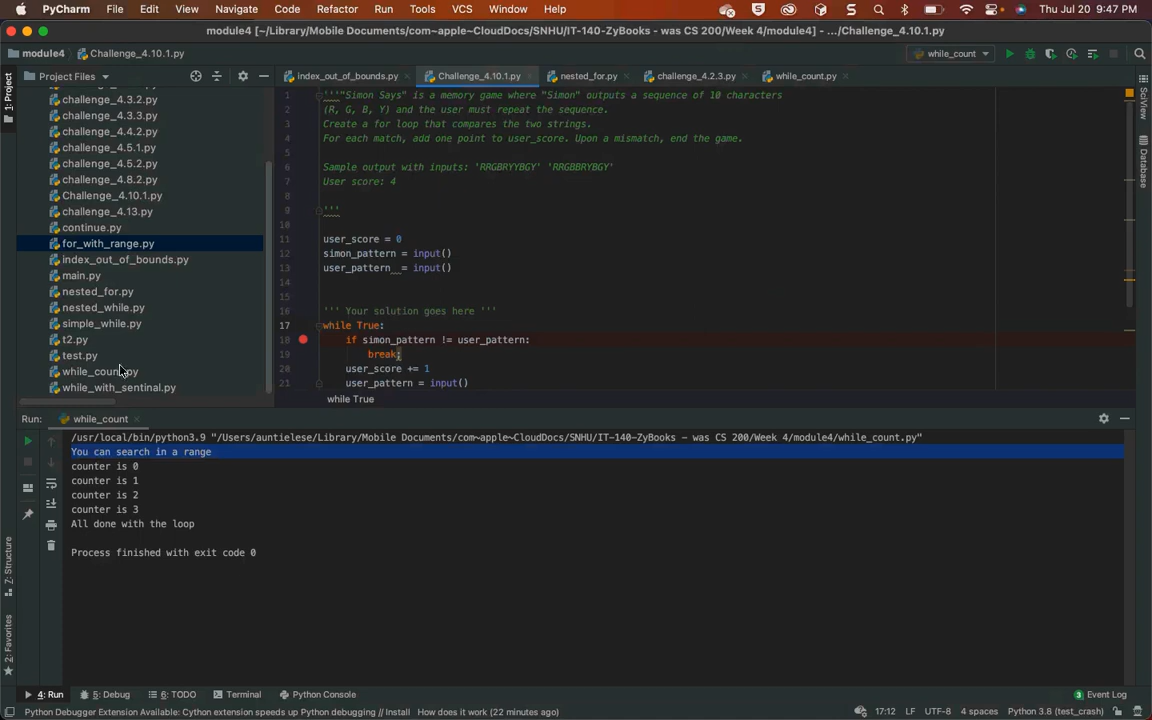 PyCharm File Edit View Navigate Code Refactor Run Tools VCS Window Help Thu Jul 20 9:47 PM
module4 [~/Library/Mobile Documents/com~apple~CloudDocs/SNHU/IT-140-ZyBooks - was CS 200/Week 4/module4] - .../Challenge_4.10.1.py
module4 Challenge_4.10.1.py while_count
Project Files index_out_of_bounds.py Challenge_4.10.1.py nested_for.py challenge_4.2.3.py while_count.py
1: Project
challenge_4.3.2.py
challenge_4.3.3.py
challenge_4.4.2.py
challenge_4.5.1.py
challenge_4.5.2.py
challenge_4.8.2.py
Challenge_4.10.1.py
challenge_4.13.py
continue.py
for_with_range.py
index_out_of_bounds.py
main.py
nested_for.py
nested_while.py
simple_while.py
t2.py
test.py
while_count.py
while_with_sentinal.py
1 '''"Simon Says" is a memory game where "Simon" outputs a sequence of 10 characters
2 (R, G, B, Y) and the user must repeat the sequence.
3 Create a for loop that compares the two strings.
4 For each match, add one point to user_score. Upon a mismatch, end the game.
5
6 Sample output with inputs: 'RRGBRYYBGY' 'RRGBBRYBGY'
7 User score: 4
8
9 '''
10
11 user_score = 0
12 simon_pattern = input()
13 user_pattern  = input()
14
15
16 ''' Your solution goes here '''
17 while True:
18 if simon_pattern != user_pattern:
19 break;
20 user_score += 1
21 user_pattern = input()
while True
SciView
Database
Run: while_count
/usr/local/bin/python3.9 "/Users/auntielese/Library/Mobile Documents/com~apple~CloudDocs/SNHU/IT-140-ZyBooks - was CS 200/Week 4/module4/while_count.py"
You can search in a range
counter is 0
counter is 1
counter is 2
counter is 3
All done with the loop
Process finished with exit code 0
Z: Structure
2: Favorites
4: Run 5: Debug 6: TODO Terminal Python Console Event Log
Python Debugger Extension Available: Cython extension speeds up Python debugging // Install How does it work (22 minutes ago) 17:12 LF UTF-8 4 spaces Python 3.8 (test_crash)